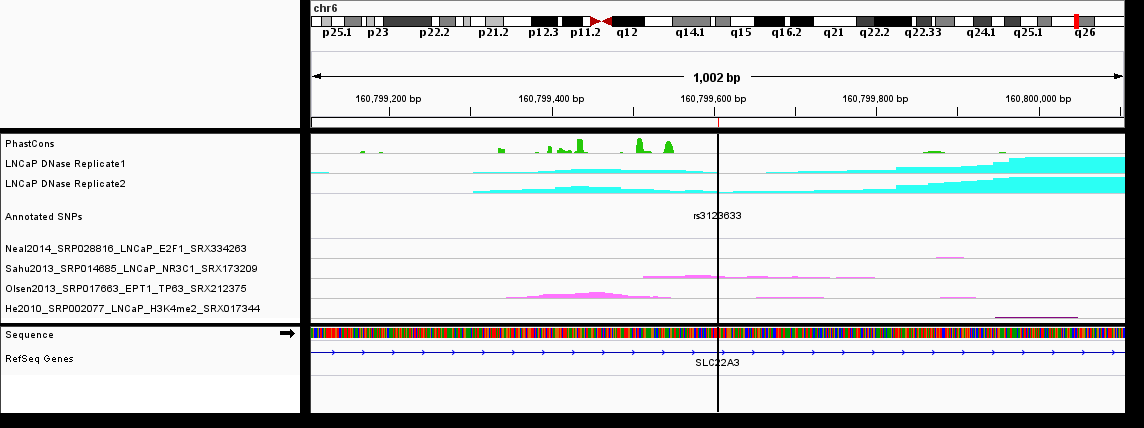 chr6
p25.1 p23 p22.2 p21.2 p12.3 p11.2 q12 q14.1 q15 q16.2 q21 q22.2 q22.33 q24.1 q25.1 q26
1,002 bp
160,799,200 bp 160,799,400 bp 160,799,600 bp 160,799,800 bp 160,800,000 bp
PhastCons
LNCaP DNase Replicate1
LNCaP DNase Replicate2
Annotated SNPs rs3123633
Neal2014_SRP028816_LNCaP_E2F1_SRX334263
Sahu2013_SRP014685_LNCaP_NR3C1_SRX173209
Olsen2013_SRP017663_EPT1_TP63_SRX212375
He2010_SRP002077_LNCaP_H3K4me2_SRX017344
Sequence
RefSeq Genes
SLC22A3